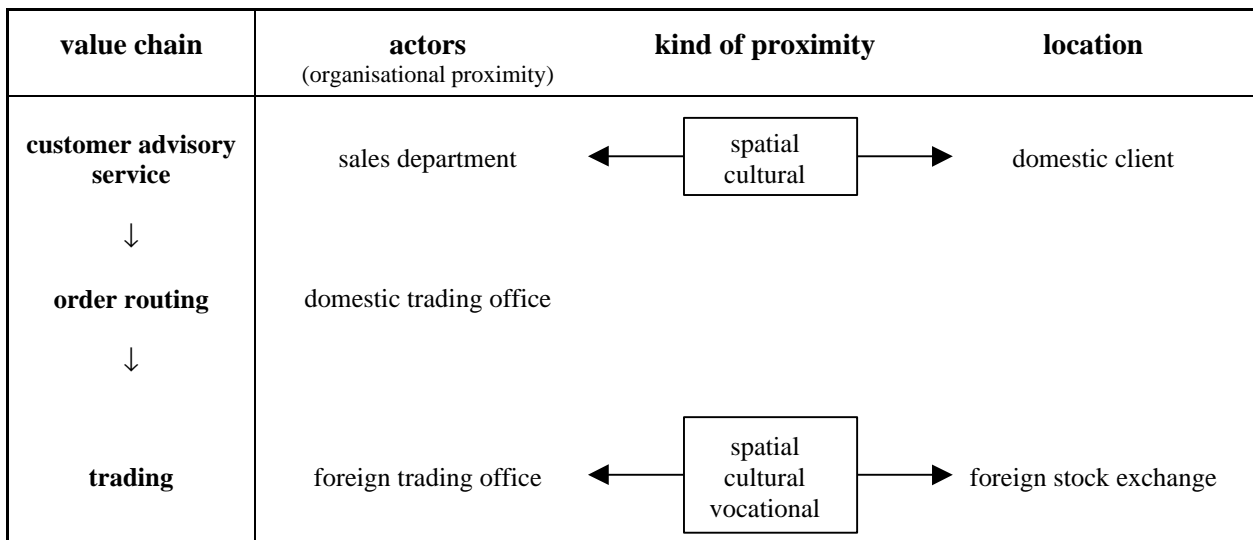 value chain
actors
(organisational proximity)
kind of proximity
location
customer advisory
service
sales department
spatial
cultural
domestic client
↓
order routing
domestic trading office
↓
trading
foreign trading office
spatial
cultural
vocational
foreign stock exchange